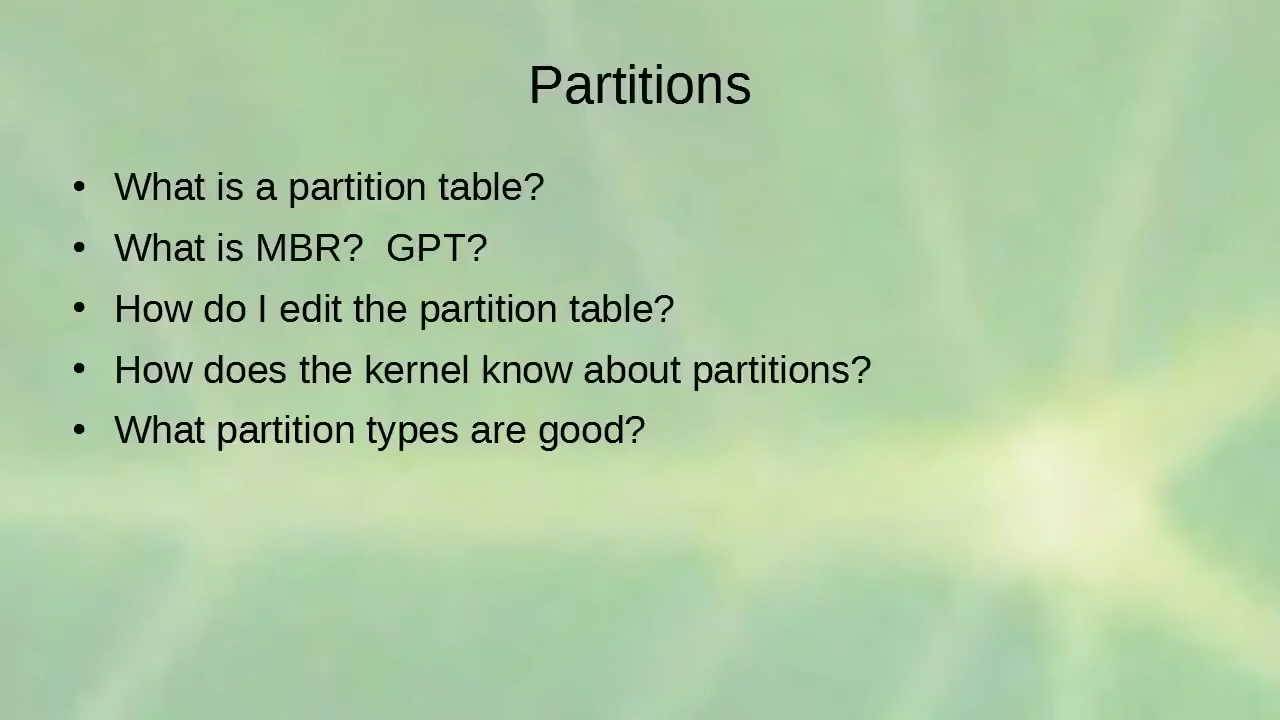 Partitions
• What is a partition table?
• What is MBR?  GPT?
• How do I edit the partition table?
• How does the kernel know about partitions?
• What partition types are good?